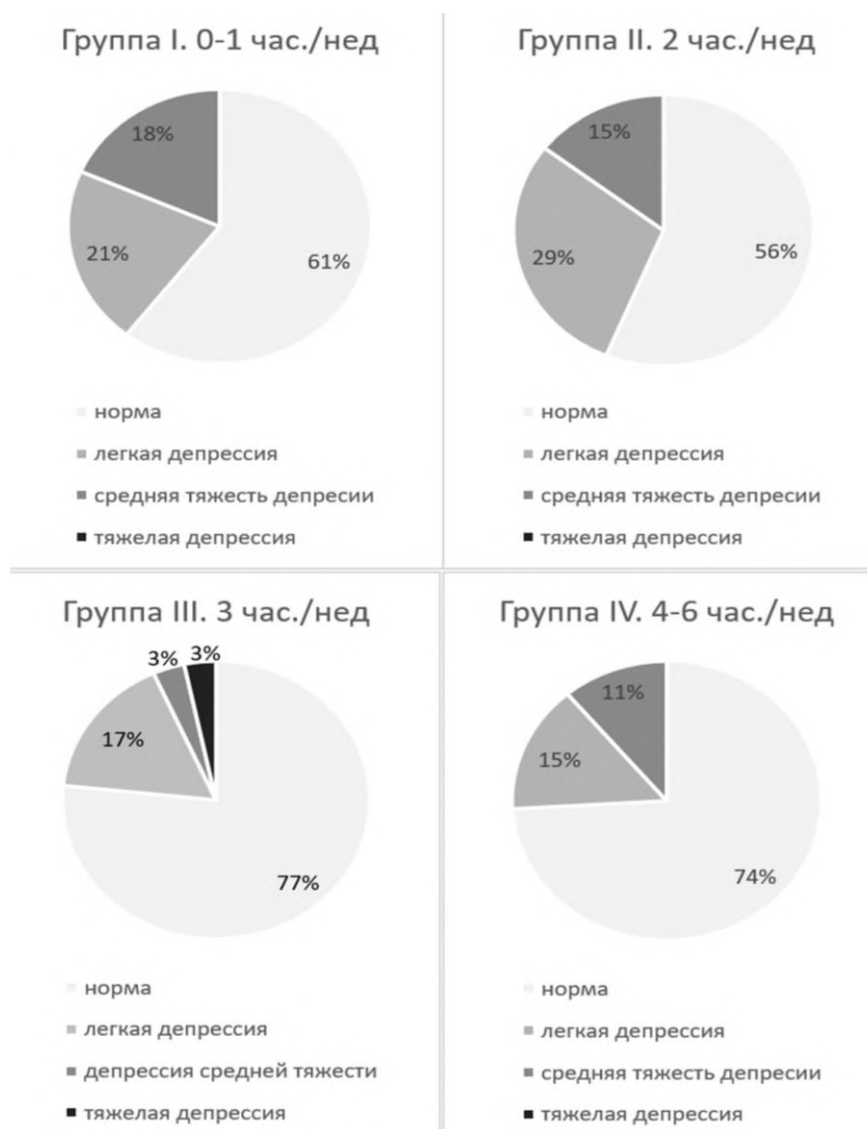 Группа I. 0-1 час./нед
18%
21%
61%
норма
легкая депрессия
средняя тяжесть депресии
тяжелая депрессия
Группа II. 2 час./нед
15%
29%
56%
норма
легкая депрессия
средняя тяжесть депресии
тяжелая депрессия
Группа III. 3 час./нед
3%
3%
17%
77%
норма
легкая депрессия
депрессия средней тяжести
тяжелая депрессия
Группа IV. 4-6 час./нед
11%
15%
74%
норма
легкая депрессия
средняя тяжесть депресии
тяжелая депрессия